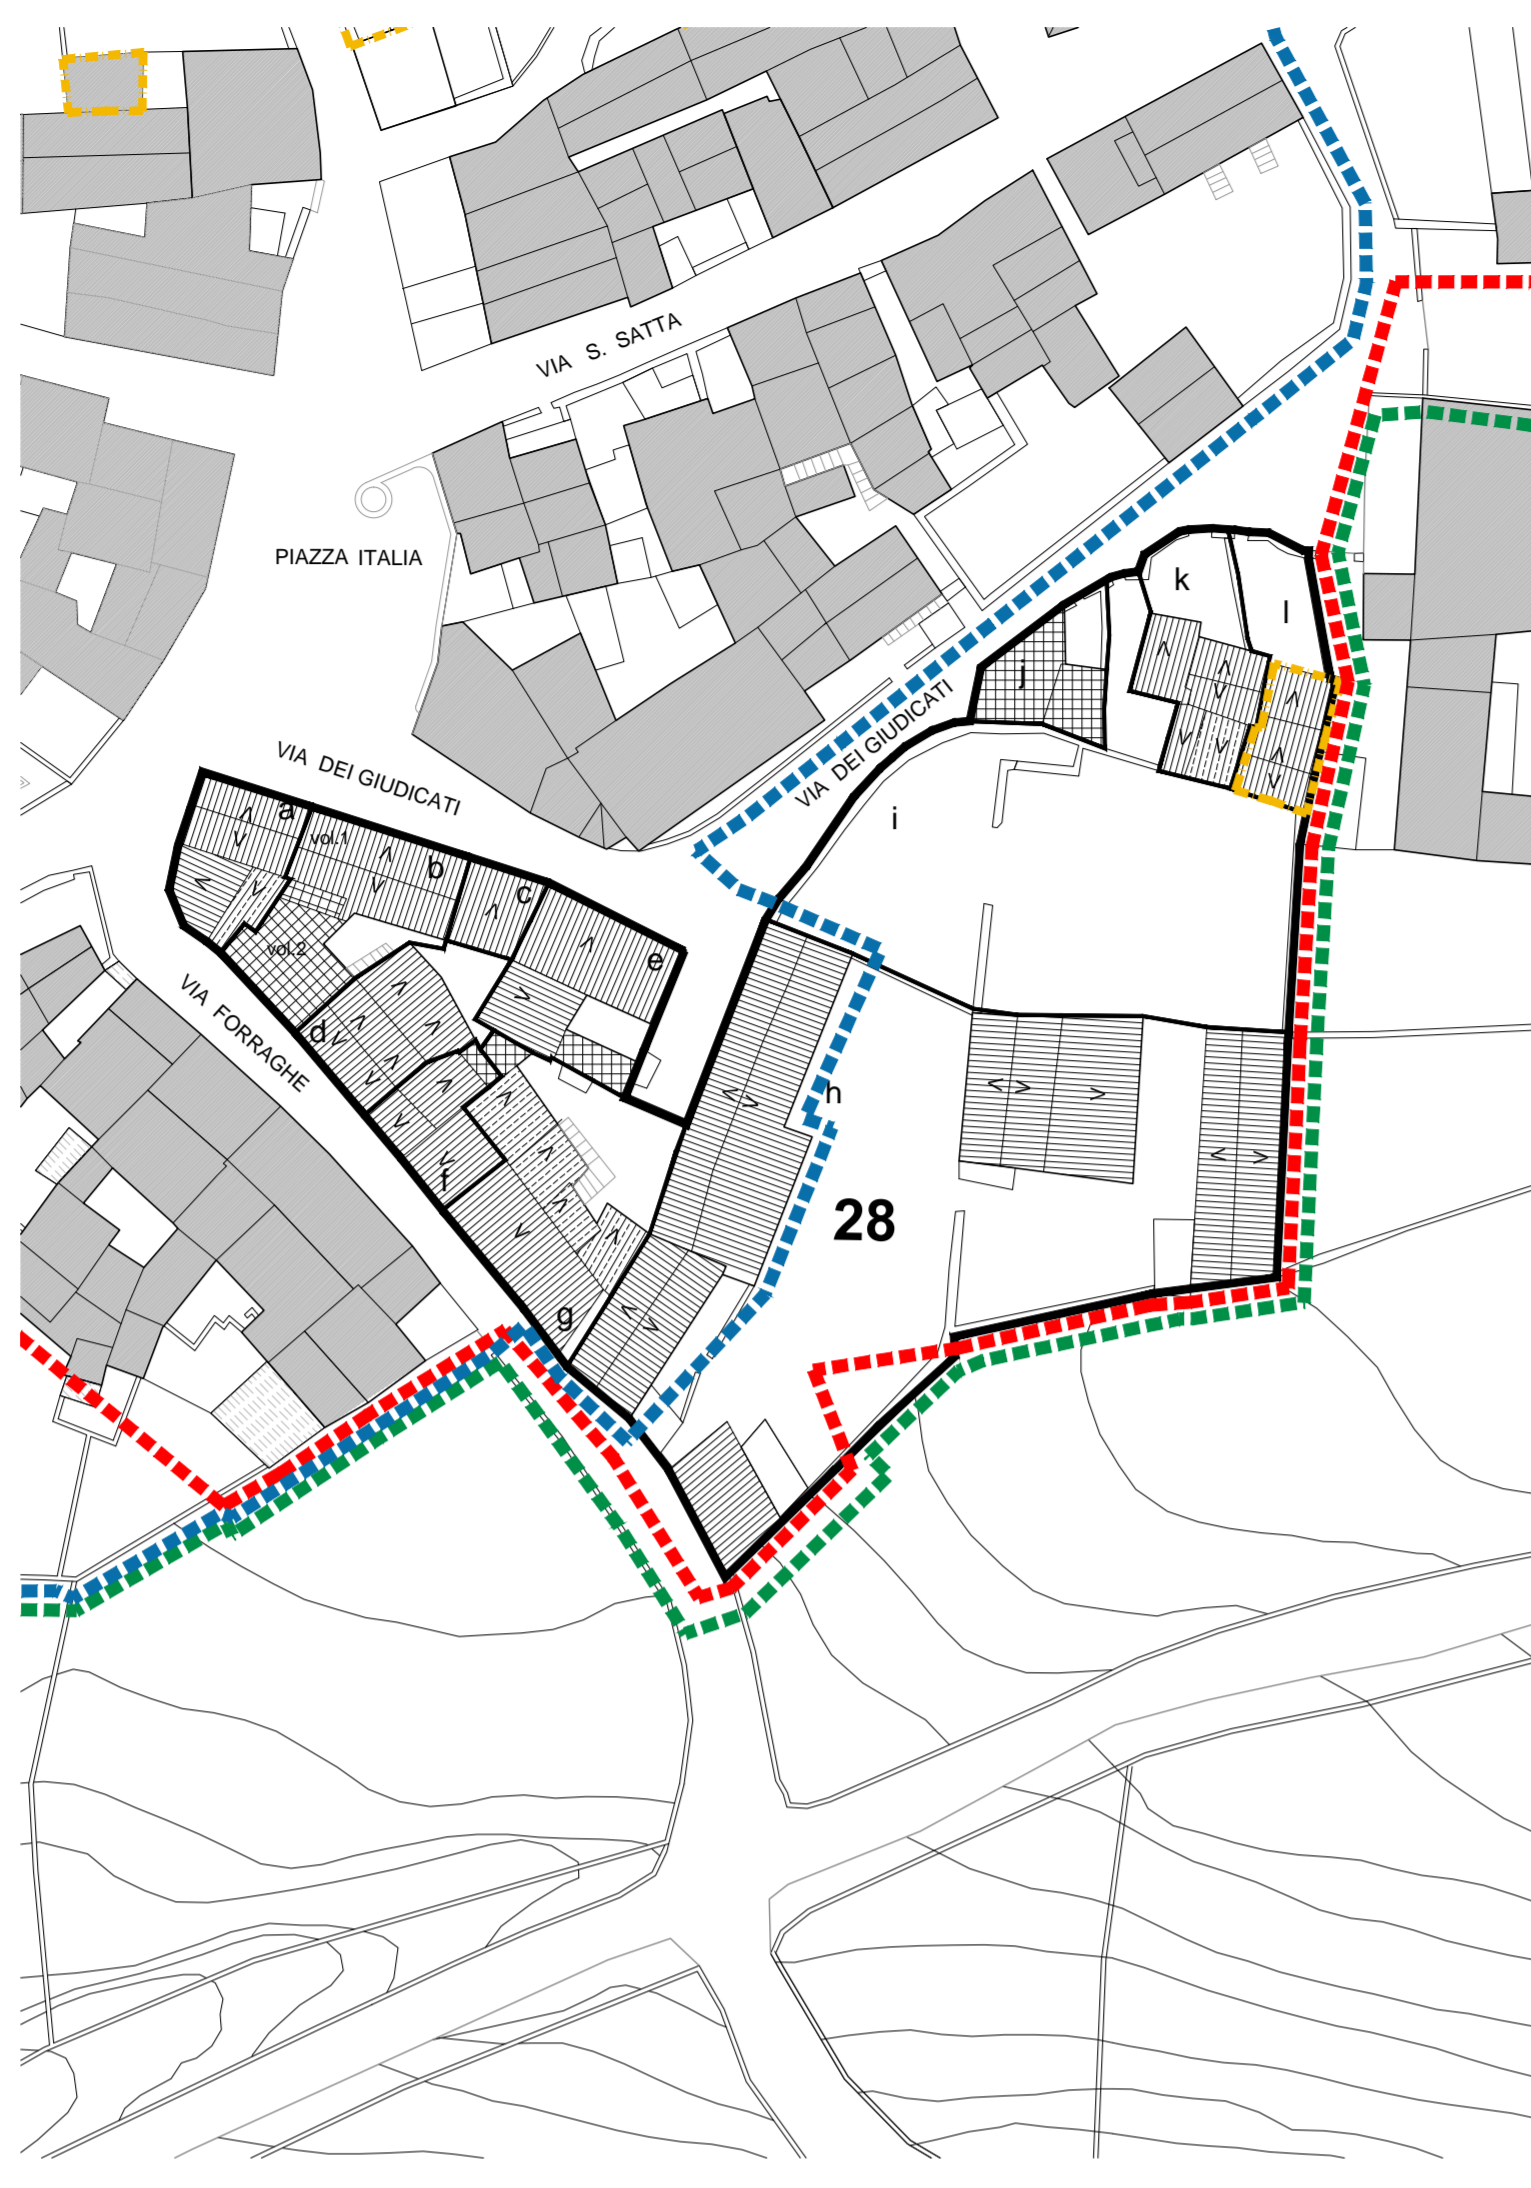 VIA S. SATTA
PIAZZA ITALIA
k
l
j
VIA DEI GIUDICATI
VIA DEI GIUDICATI
i
a
vol.1
b
c
e
vol.2
VIA FORRAGHE
d
h
f
28
g